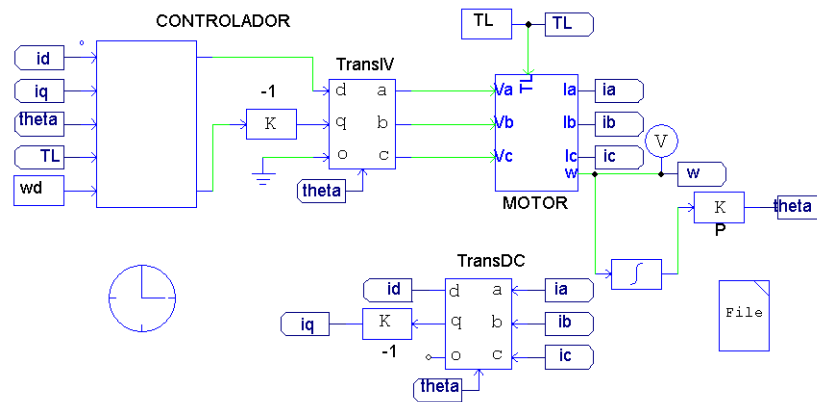 CONTROLADOR
id
iq
theta
TL
wd
-1
K
TransIV
d a
q b
o c
theta
TL
TL
TL
Va Ia
Vb Ib
Vc Ic
w
MOTOR
ia
ib
ic
V
w
K
P
theta
∫
TransDC
id
iq
K
-1
d a
q b
o c
theta
ia
ib
ic
File